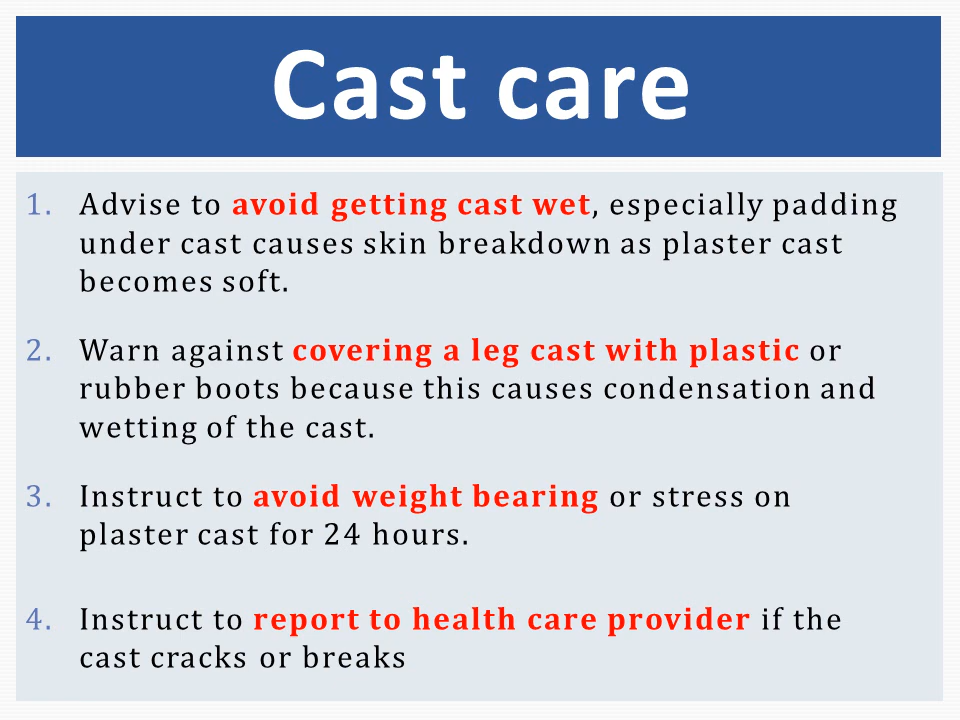 Cast care
1. Advise to avoid getting cast wet, especially padding
under cast causes skin breakdown as plaster cast
becomes soft.
2. Warn against covering a leg cast with plastic or
rubber boots because this causes condensation and
wetting of the cast.
3. Instruct to avoid weight bearing or stress on
plaster cast for 24 hours.
4. Instruct to report to health care provider if the
cast cracks or breaks